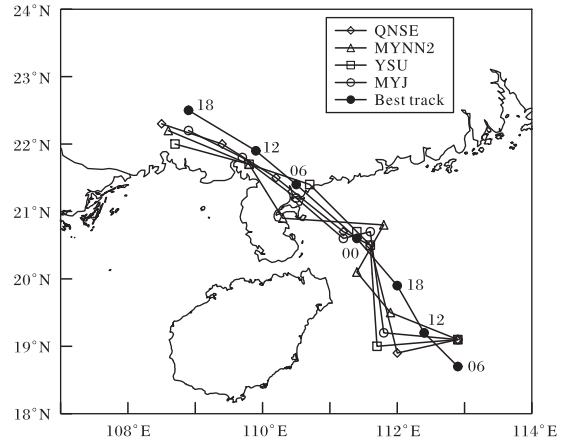 24°N
QNSE
MYNN2
YSU
MYJ
Best track
23°N
18
22°N
12
06
21°N
00
20°N
18
12
19°N
06
18°N
108°E 110°E 112°E 114°E